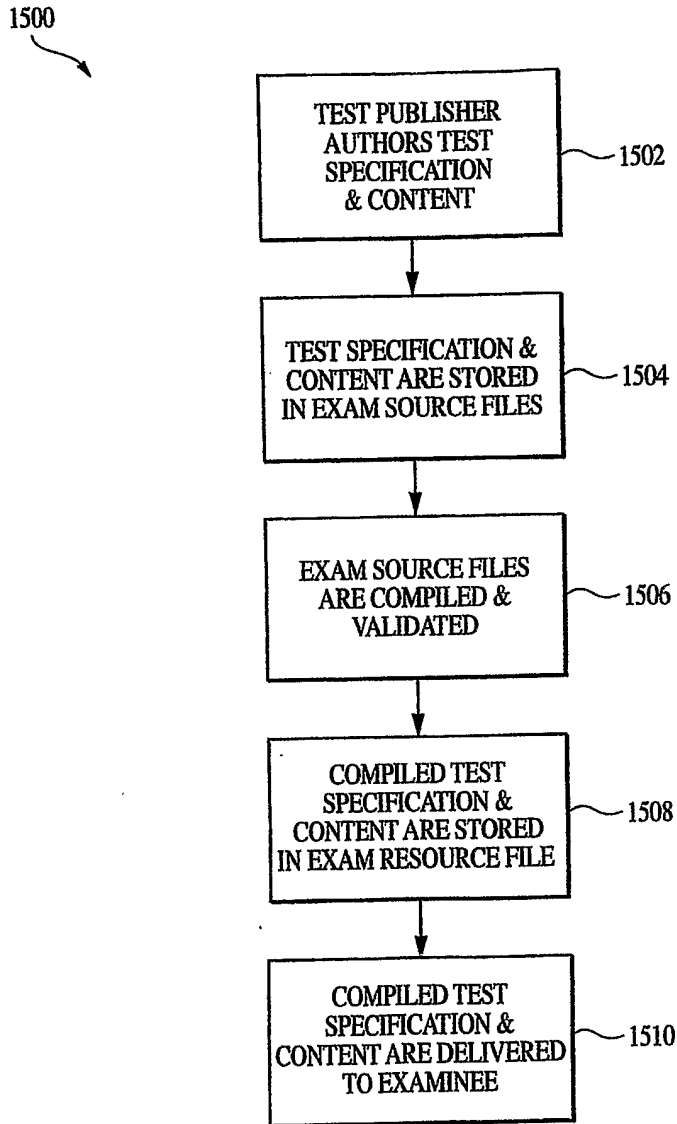 1500
TEST PUBLISHER
AUTHORS TEST
SPECIFICATION
& CONTENT
1502
TEST SPECIFICATION &
CONTENT ARE STORED
IN EXAM SOURCE FILES
1504
EXAM SOURCE FILES
ARE COMPILED &
VALIDATED
1506
COMPILED TEST
SPECIFICATION &
CONTENT ARE STORED
IN EXAM RESOURCE FILE
1508
COMPILED TEST
SPECIFICATION &
CONTENT ARE DELIVERED
TO EXAMINEE
1510